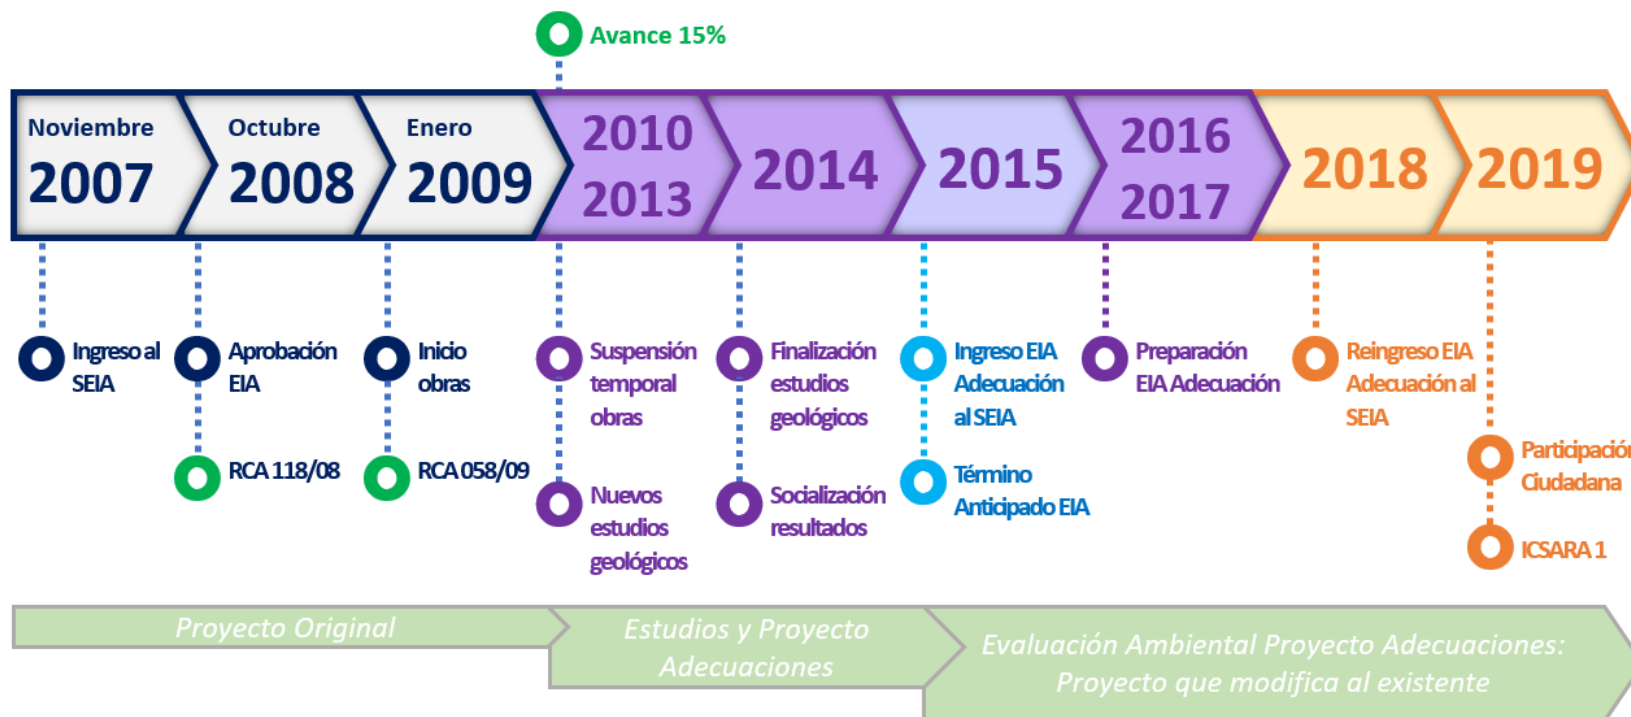 Avance 15%
Noviembre
2007
Octubre
2008
Enero
2009
2010
2013
2014
2015
2016
2017
2018
2019
Ingreso al
SEIA
Aprobación
EIA
RCA 118/08
Inicio
obras
RCA 058/09
Suspensión
temporal
obras
Nuevos
estudios
geológicos
Finalización
estudios
geológicos
Socialización
resultados
Ingreso EIA
Adecuación
al SEIA
Término
Anticipado EIA
Preparación
EIA Adecuación
Reingreso EIA
Adecuación al
SEIA
Participación
Ciudadana
ICSARA 1
Proyecto Original
Estudios y Proyecto
Adecuaciones
Evaluación Ambiental Proyecto Adecuaciones:
Proyecto que modifica al existente